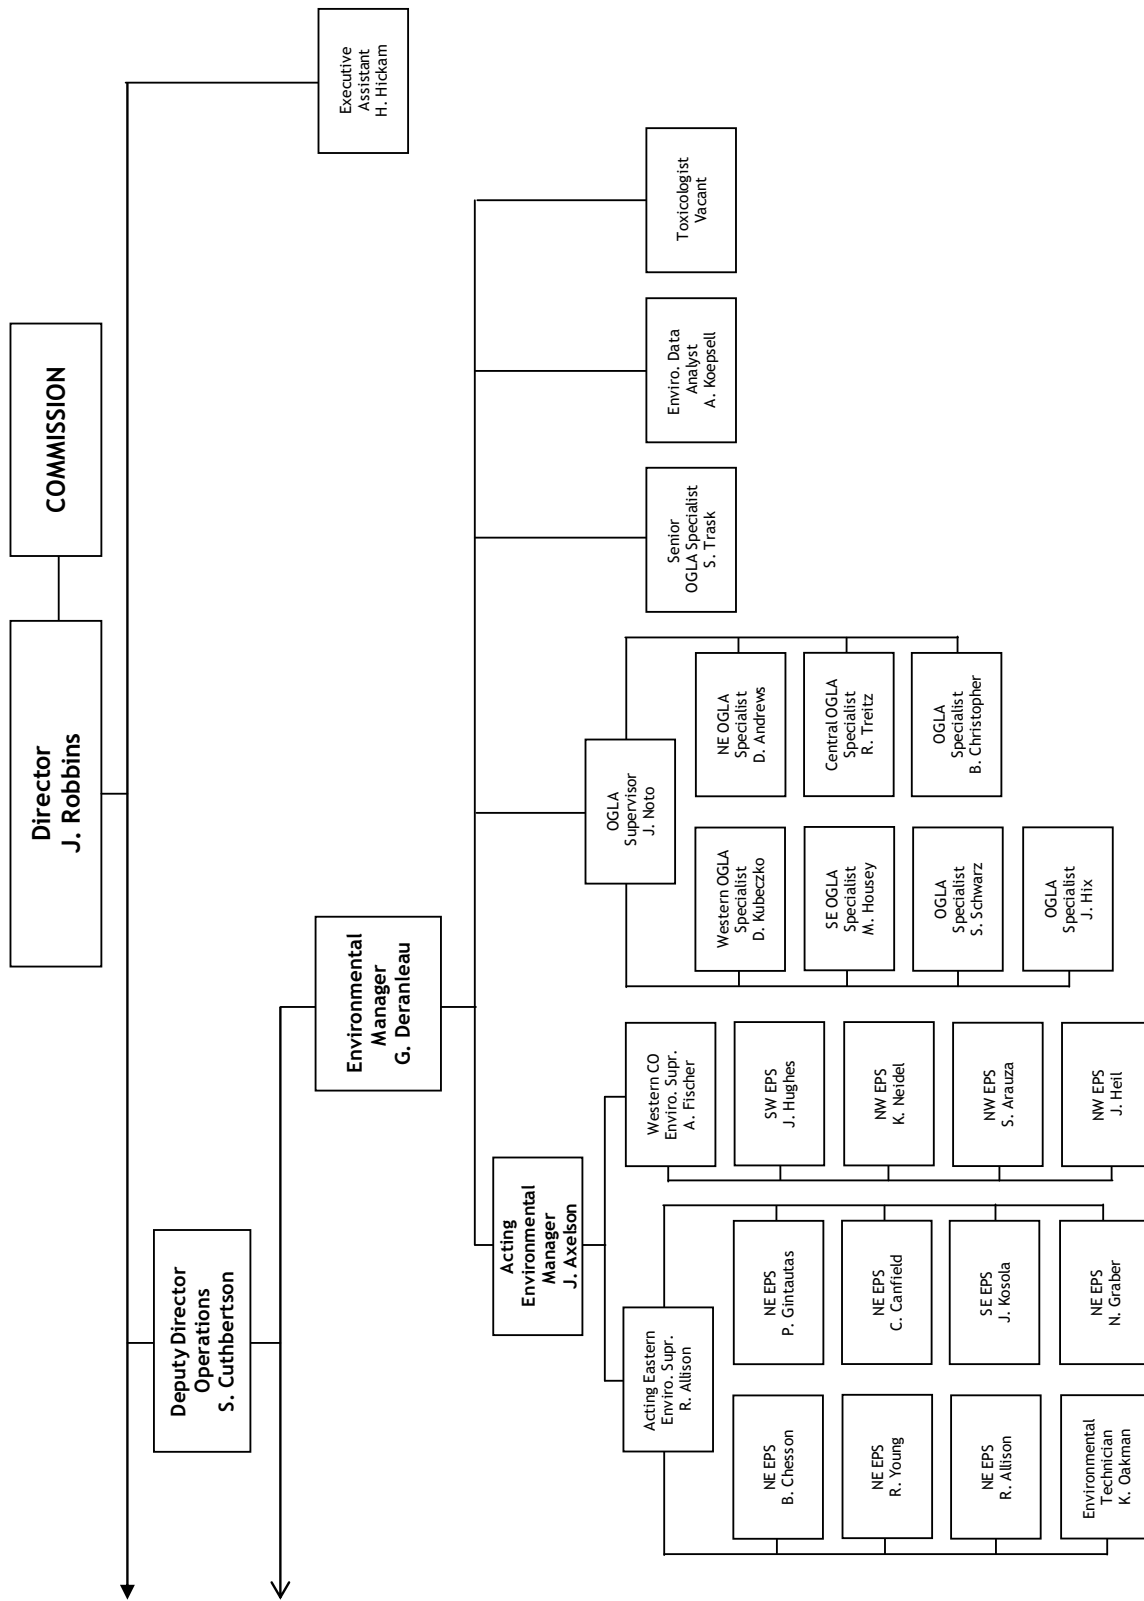 COMMISSION
Director
J. Robbins
Executive
Assistant
H. Hickam
Deputy Director
Operations
S. Cuthbertson
Environmental
Manager
G. Deranleau
Acting
Environmental
Manager
J. Axelson
OGLA
Supervisor
J. Noto
Senior
OGLA Specialist
S. Trask
Enviro. Data
Analyst
A. Koepsell
Toxicologist
Vacant
Acting Eastern
Enviro. Supr.
R. Allison
Western CO
Enviro. Supr.
A. Fischer
NE EPS
B. Chesson
NE EPS
P. Gintautas
SW EPS
J. Hughes
Western OGLA
Specialist
D. Kubeczko
NE OGLA
Specialist
D. Andrews
NE EPS
R. Young
NE EPS
C. Canfield
NW EPS
K. Neidel
SE OGLA
Specialist
M. Housey
Central OGLA
Specialist
R. Treitz
NE EPS
R. Allison
SE EPS
J. Kosola
NW EPS
S. Arauza
OGLA
Specialist
S. Schwarz
OGLA
Specialist
B. Christopher
Environmental
Technician
K. Oakman
NE EPS
N. Graber
NW EPS
J. Heil
OGLA
Specialist
J. Hix